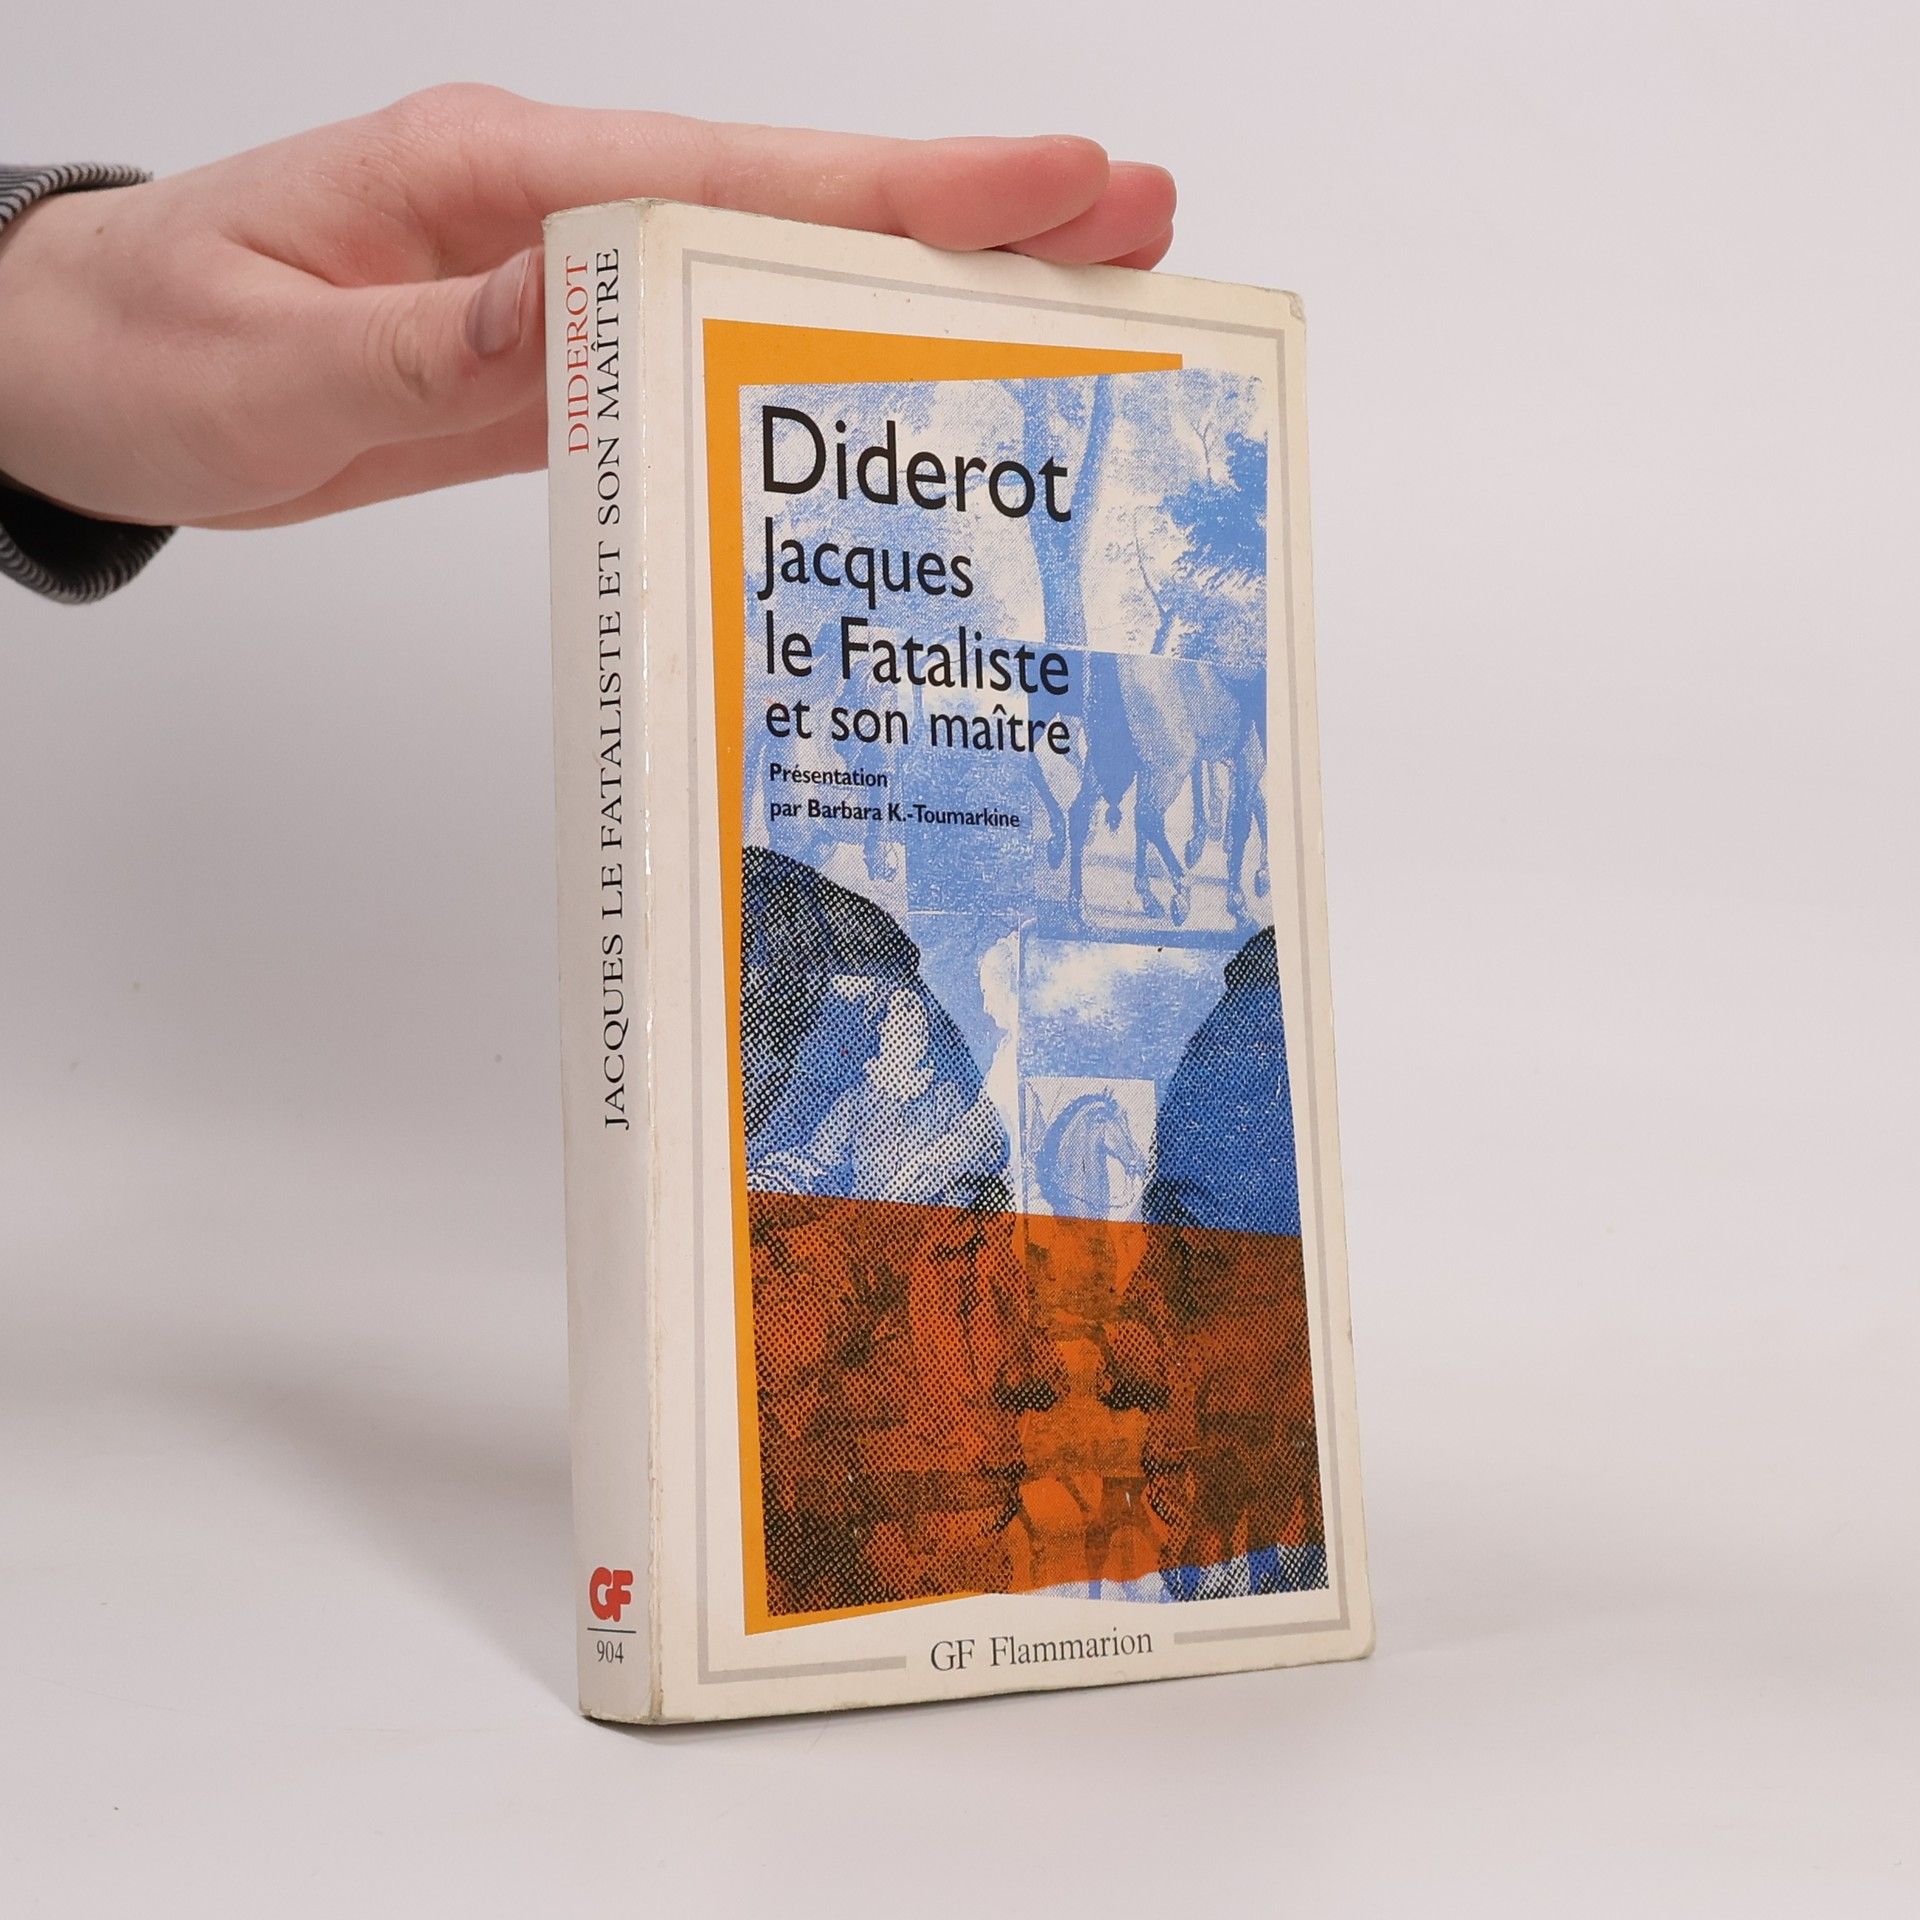 DIDEROT
JACQUES LE FATALISTE ET SON MAÎTRE
GF
904
Diderot
Jacques
le Fataliste
et son maître
Présentation
par Barbara K.-Toumarkine
GF Flammarion